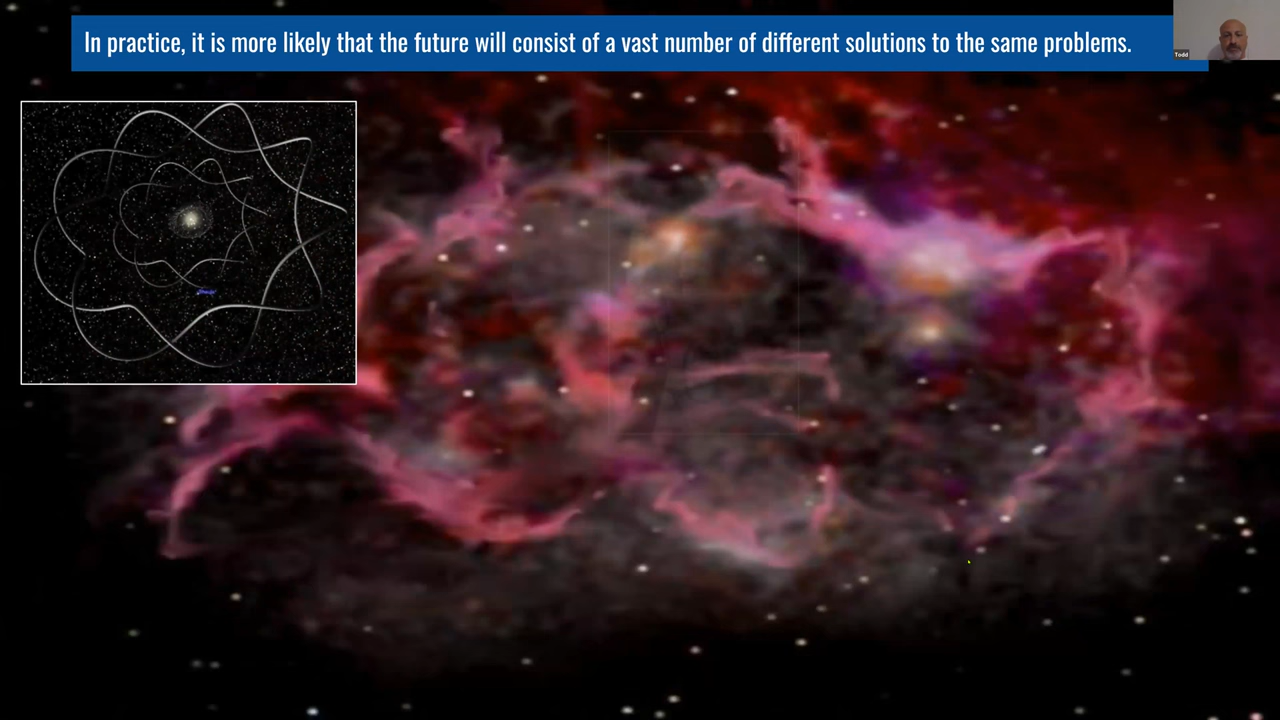 In practice, it is more likely that the future will consist of a vast number of different solutions to the same problems.
Todd